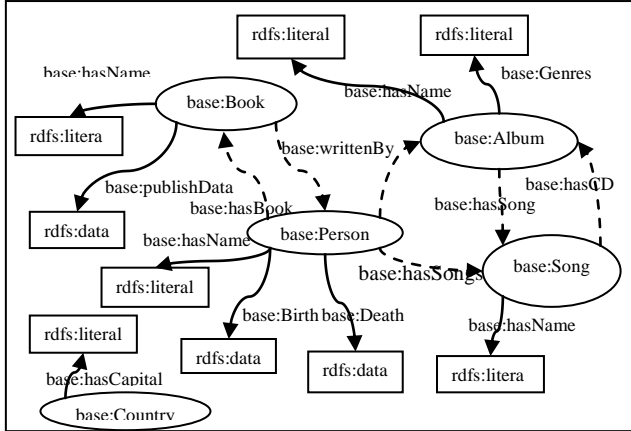 rdfs:literal
rdfs:literal
base:hasName
base:Genres
base:Book
base:hasName
rdfs:litera
base:writtenBy
base:Album
base:publishData
base:hasCD
base:hasBook
base:hasSong
rdfs:data
base:hasName
base:Person
base:hasSongs
base:Song
rdfs:literal
base:Birth
base:Death
base:hasName
rdfs:literal
rdfs:data
rdfs:data
rdfs:litera
base:hasCapital
base:Country